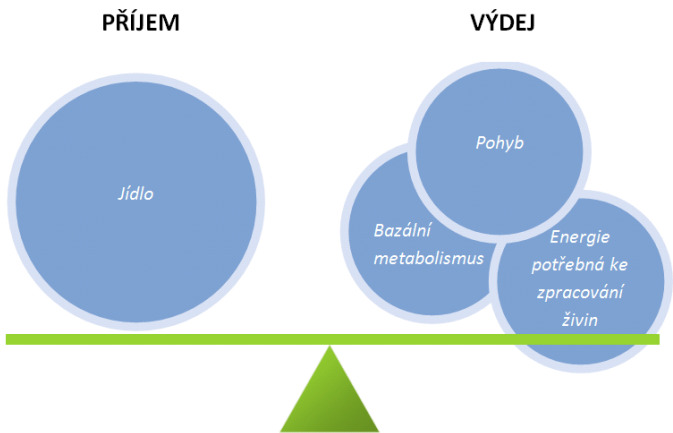 PŘÍJEM
VÝDEJ
Jídlo
Pohyb
Bazální
metabolismus
Energie
potřebná ke
zpracování
živin